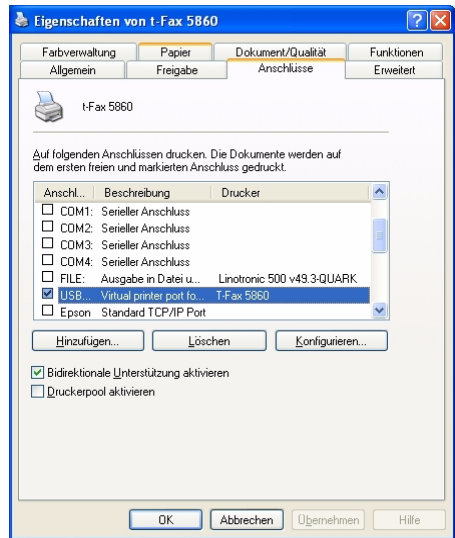 Eigenschaften von t-Fax 5860
Farbverwaltung Papier Dokument/Qualität Funktionen
Allgemein Freigabe Anschlüsse Erweitert
t-Fax 5860
Auf folgenden Anschlüssen drucken. Die Dokumente werden auf
dem ersten freien und markierten Anschluss gedruckt.
Anschl... Beschreibung Drucker
COM1: Serieller Anschluss
COM2: Serieller Anschluss
COM3: Serieller Anschluss
COM4: Serieller Anschluss
FILE: Ausgabe in Datei u... Linotronic 500 v49.3-QUARK
USB... Virtual printer port fo... T-Fax 5860
Epson Standard TCP/IP Port
Hinzufügen... Löschen Konfigurieren...
Bidirektionale Unterstützung aktivieren
Druckerpool aktivieren
OK Abbrechen Übernehmen Hilfe